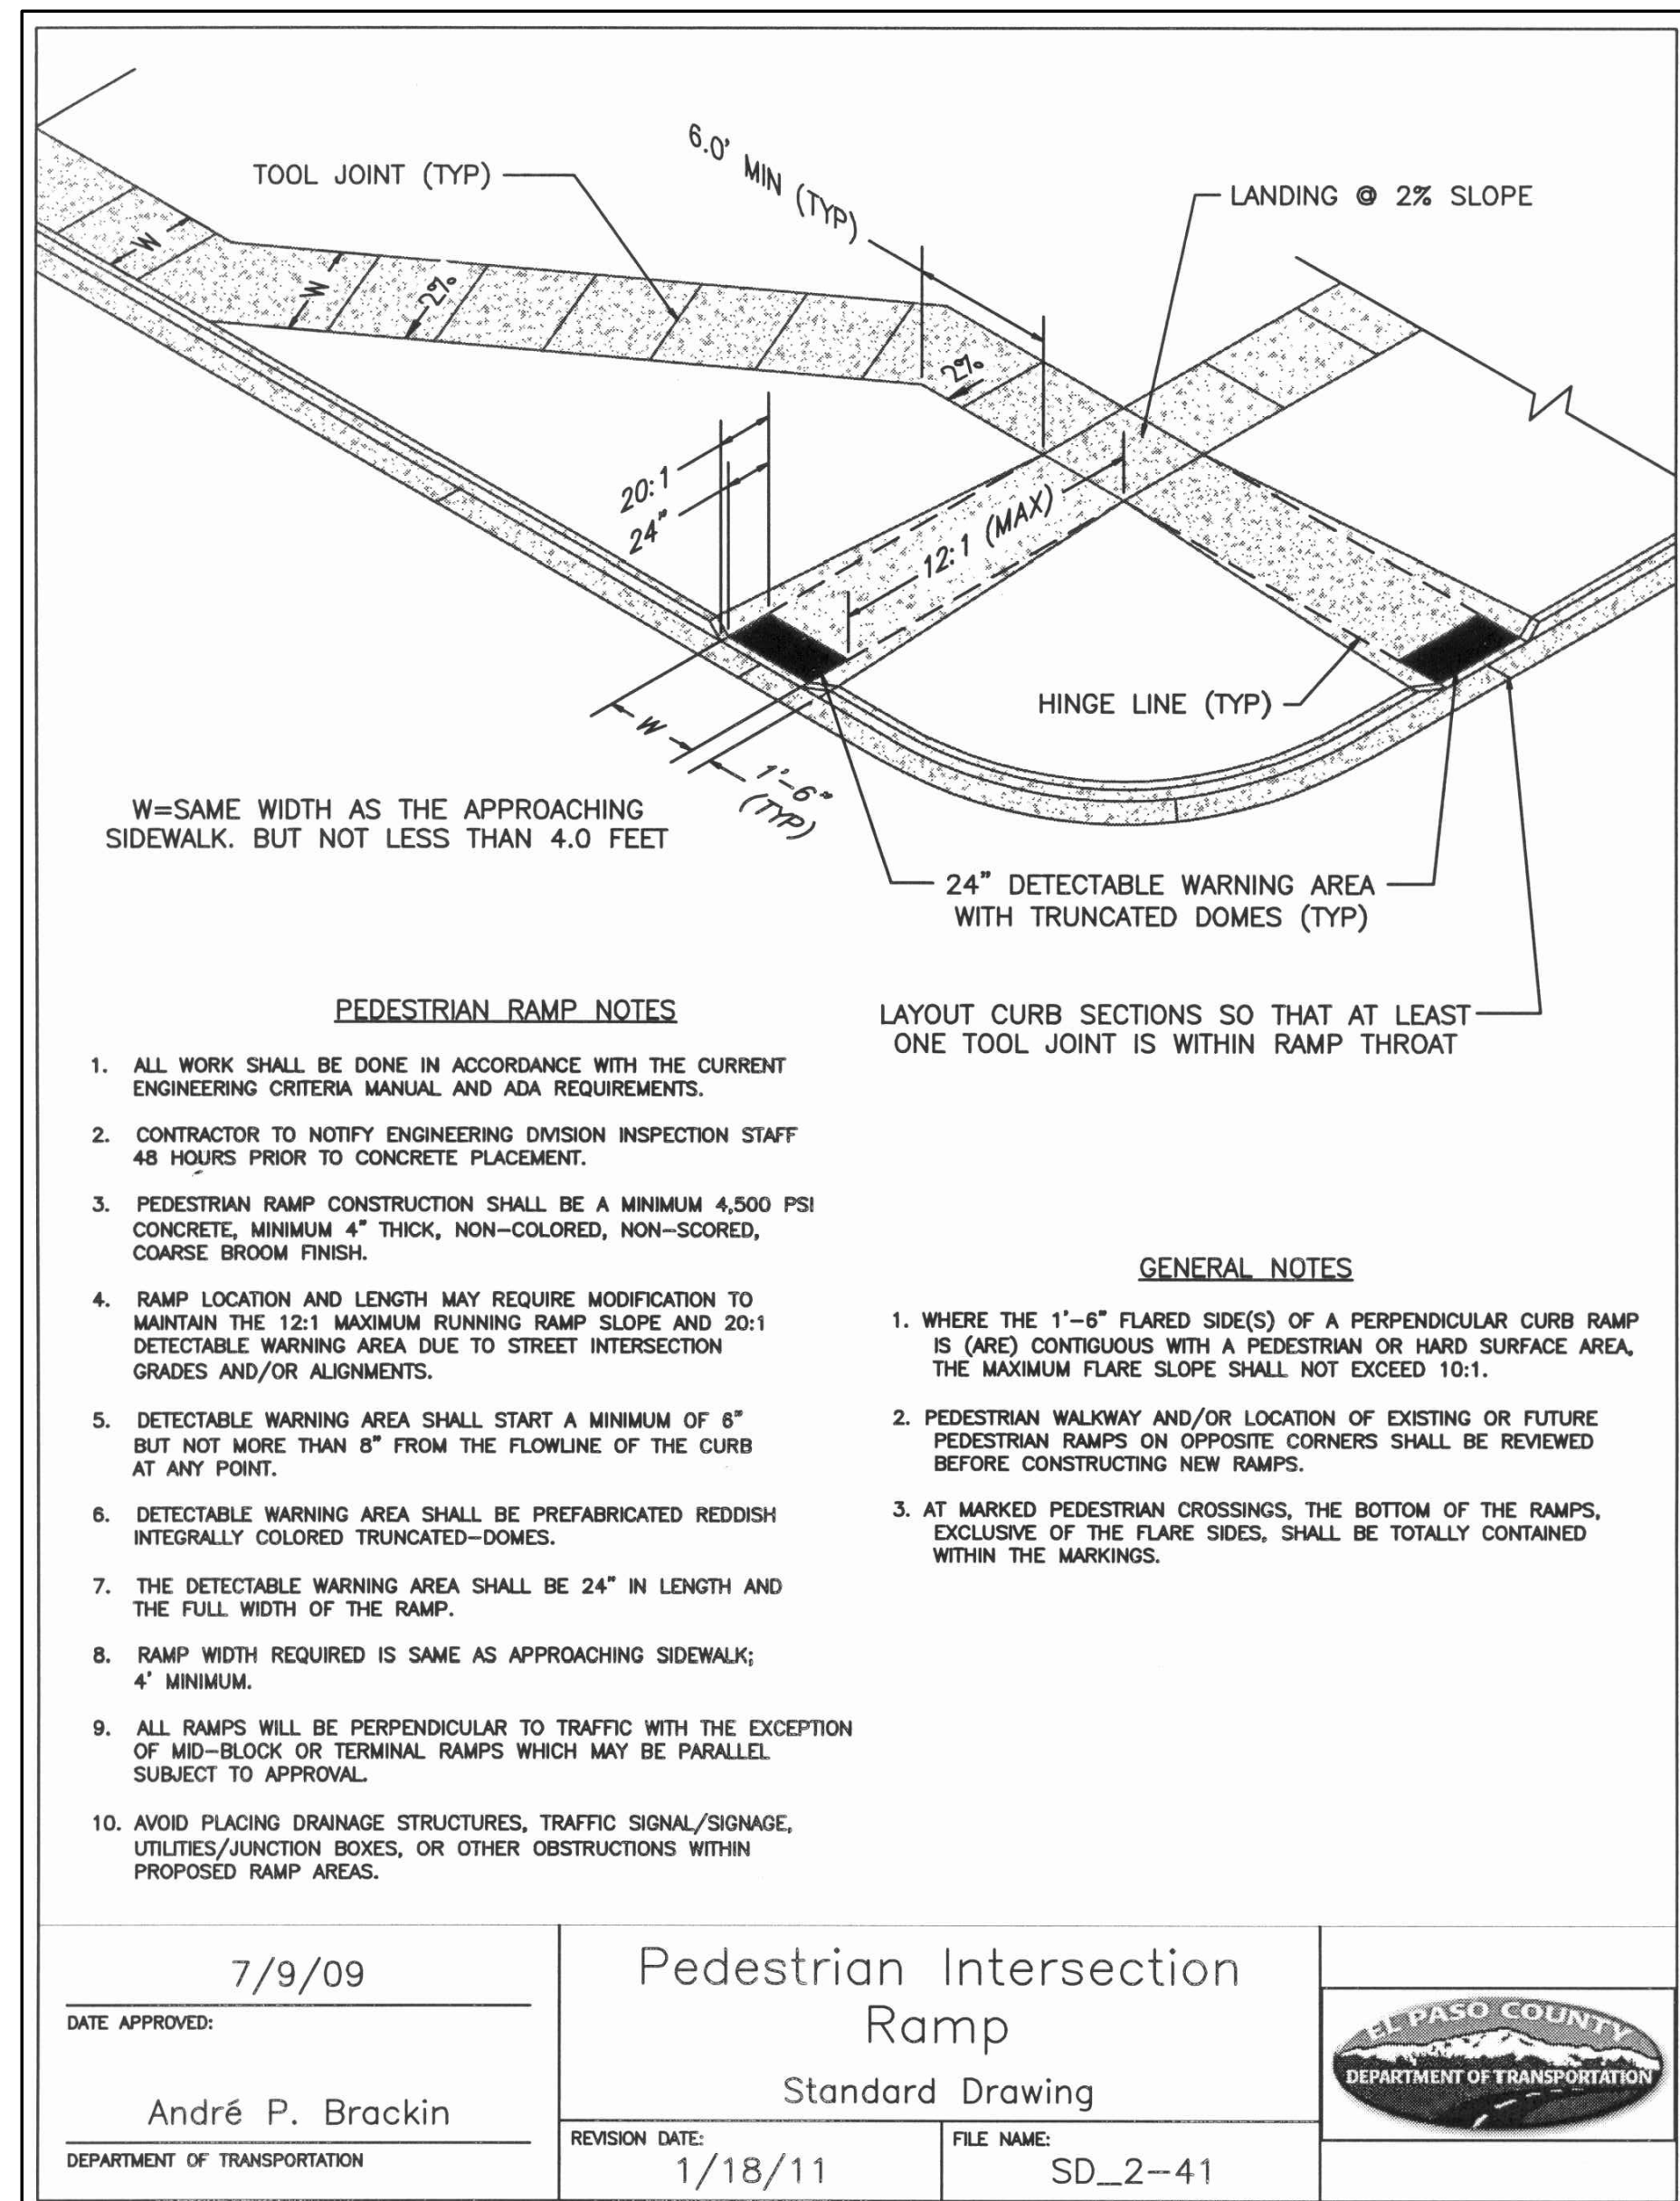 TOOL JOINT (TYP)
6.0' MIN (TYP)
LANDING @ 2% SLOPE
W
W
2%
2%
20:1
24"
12:1 (MAX)
HINGE LINE (TYP)
W
1'-6"
(TYP)
W=SAME WIDTH AS THE APPROACHING
SIDEWALK. BUT NOT LESS THAN 4.0 FEET
24" DETECTABLE WARNING AREA
WITH TRUNCATED DOMES (TYP)
LAYOUT CURB SECTIONS SO THAT AT LEAST
ONE TOOL JOINT IS WITHIN RAMP THROAT
PEDESTRIAN RAMP NOTES
1. ALL WORK SHALL BE DONE IN ACCORDANCE WITH THE CURRENT
ENGINEERING CRITERIA MANUAL AND ADA REQUIREMENTS.
2. CONTRACTOR TO NOTIFY ENGINEERING DIVISION INSPECTION STAFF
48 HOURS PRIOR TO CONCRETE PLACEMENT.
3. PEDESTRIAN RAMP CONSTRUCTION SHALL BE A MINIMUM 4,500 PSI
CONCRETE, MINIMUM 4" THICK, NON-COLORED, NON-SCORED,
COARSE BROOM FINISH.
4. RAMP LOCATION AND LENGTH MAY REQUIRE MODIFICATION TO
MAINTAIN THE 12:1 MAXIMUM RUNNING RAMP SLOPE AND 20:1
DETECTABLE WARNING AREA DUE TO STREET INTERSECTION
GRADES AND/OR ALIGNMENTS.
5. DETECTABLE WARNING AREA SHALL START A MINIMUM OF 6"
BUT NOT MORE THAN 8" FROM THE FLOWLINE OF THE CURB
AT ANY POINT.
6. DETECTABLE WARNING AREA SHALL BE PREFABRICATED REDDISH
INTEGRALLY COLORED TRUNCATED-DOMES.
7. THE DETECTABLE WARNING AREA SHALL BE 24" IN LENGTH AND
THE FULL WIDTH OF THE RAMP.
8. RAMP WIDTH REQUIRED IS SAME AS APPROACHING SIDEWALK;
4' MINIMUM.
9. ALL RAMPS WILL BE PERPENDICULAR TO TRAFFIC WITH THE EXCEPTION
OF MID-BLOCK OR TERMINAL RAMPS WHICH MAY BE PARALLEL
SUBJECT TO APPROVAL.
10. AVOID PLACING DRAINAGE STRUCTURES, TRAFFIC SIGNAL/SIGNAGE,
UTILITIES/JUNCTION BOXES, OR OTHER OBSTRUCTIONS WITHIN
PROPOSED RAMP AREAS.
GENERAL NOTES
1. WHERE THE 1'-6" FLARED SIDE(S) OF A PERPENDICULAR CURB RAMP
IS (ARE) CONTIGUOUS WITH A PEDESTRIAN OR HARD SURFACE AREA,
THE MAXIMUM FLARE SLOPE SHALL NOT EXCEED 10:1.
2. PEDESTRIAN WALKWAY AND/OR LOCATION OF EXISTING OR FUTURE
PEDESTRIAN RAMPS ON OPPOSITE CORNERS SHALL BE REVIEWED
BEFORE CONSTRUCTING NEW RAMPS.
3. AT MARKED PEDESTRIAN CROSSINGS, THE BOTTOM OF THE RAMPS,
EXCLUSIVE OF THE FLARE SIDES, SHALL BE TOTALLY CONTAINED
WITHIN THE MARKINGS.
7/9/09
DATE APPROVED:
André P. Brackin
DEPARTMENT OF TRANSPORTATION
Pedestrian Intersection
Ramp
Standard Drawing
REVISION DATE:
1/18/11
FILE NAME:
SD_2-41
EL PASO COUNTY
DEPARTMENT OF TRANSPORTATION